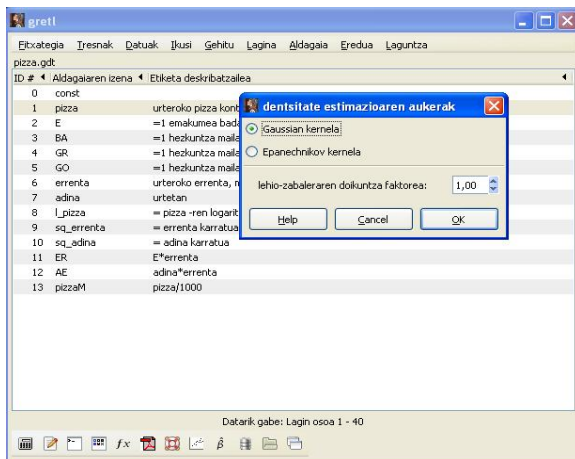 gretl
Fitxategia Tresnak Datuak Ikusi Gehitu Lagina Aldagaia Eredua Laguntza
pizza.gdt
ID # Aldagaiaren izena Etiketa deskribatzailea
0 const
1 pizza urteroko pizza kont
2 E =1 emakumea bada
3 BA =1 hezkuntza maila
4 GR =1 hezkuntza maila
5 GO =1 hezkuntza maila
6 errenta urteroko errenta, m
7 adina urtetan
8 l_pizza = pizza -ren logarit
9 sq_errenta = errenta karratua
10 sq_adina = adina karratua
11 ER E*errenta
12 AE adina*errenta
13 pizzaM pizza/1000
dentsitate estimazioaren aukerak
Gaussian kernela
Epanechnikov kernela
lehio-zabaleraren doikuntza faktorea: 1,00
Help Cancel OK
Datarik gabe: Lagin osoa 1 - 40
fx β̂